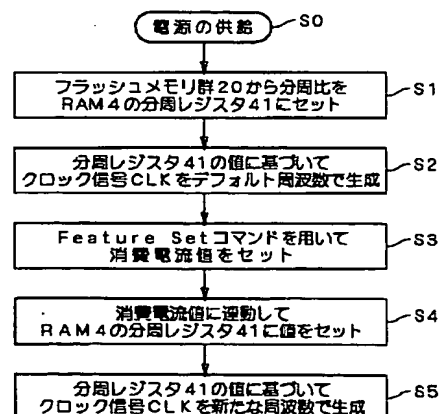 電源の供給 S0
フラッシュメモリ群20から分周比を
RAM4の分周レジスタ41にセット
S1
分周レジスタ41の値に基づいて
クロック信号CLKをデフォルト周波数で生成
S2
Feature Setコマンドを用いて
消費電流値をセット
S3
消費電流値に連動して
RAM4の分周レジスタ41に値をセット
S4
分周レジスタ41の値に基づいて
クロック信号CLKを新たな周波数で生成
S5